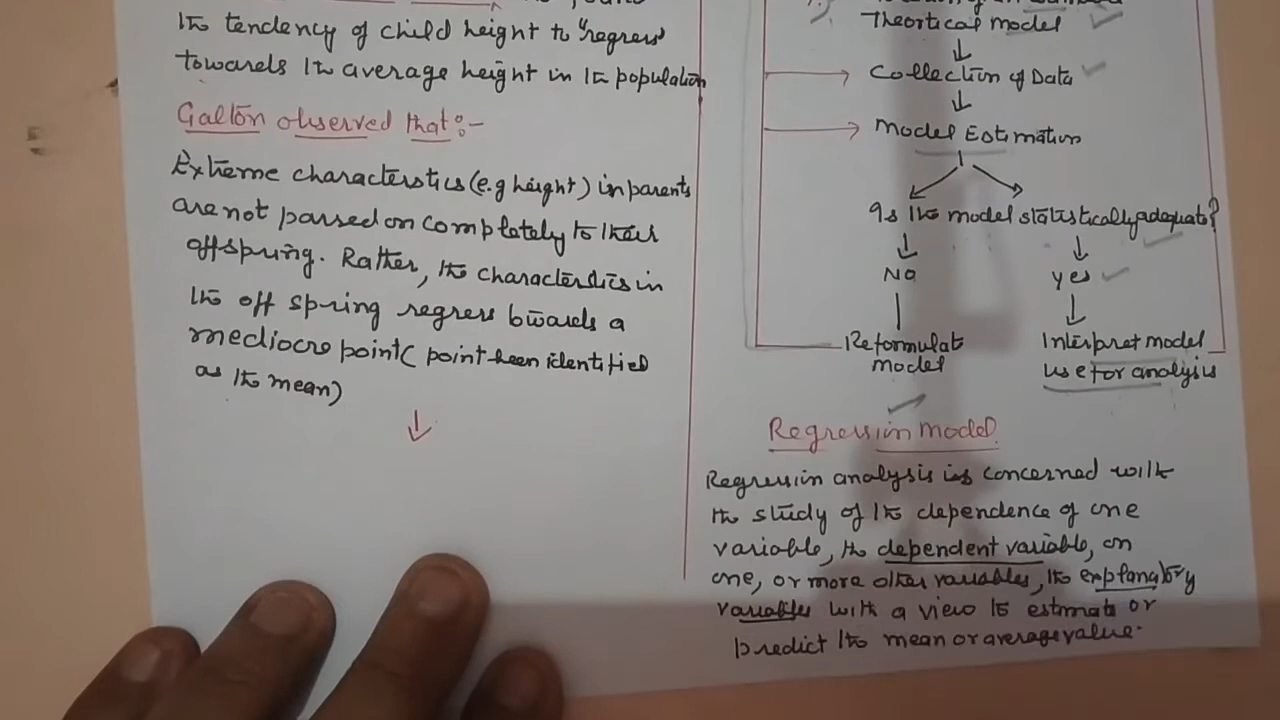 the tendency of child height to "regress"
towards the average height in the population
Galton observed that:-
Extreme characterstics (e.g height) in parents
are not passed on completely to their
offspring. Rather, the characterstics in
the off spring regress towards a
mediocre point ( point been identified
as the mean)
Theortical model
Collection of Data
Model Estimation
Is the model statistically adequate?
No
yes
Reformulate
model
Interpret model
use for analysis
Regression model
Regression analysis is concerned with
the study of the dependence of one
variable, the dependent variable, on
one, or more other variables, the explanatory
variables with a view to estimate or
predict the mean or average value.